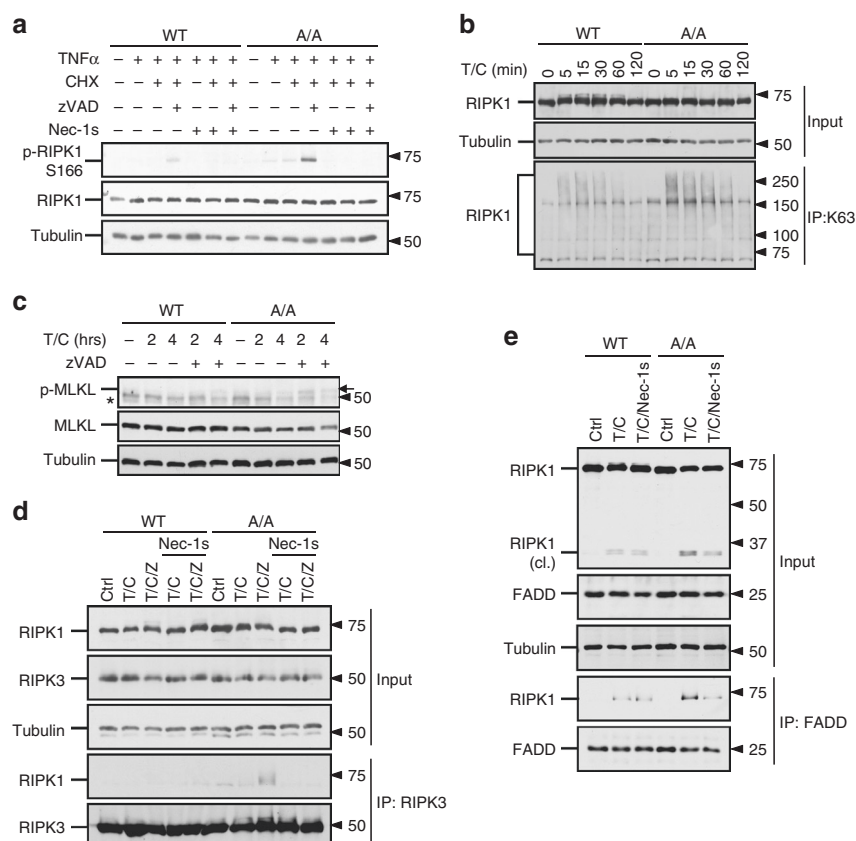 a
WT A/A
TNFα – + + + + + + – + + + + + +
CHX – – + + – + + – – + + – + +
zVAD – – – + – – + – – – + – – +
Nec-1s – – – – + + + – – – – + + +
p-RIPK1
S166
75
RIPK1
75
Tubulin
50
b
WT A/A
T/C (min) 0 5 15 30 60 120 0 5 15 30 60 120
RIPK1
75
Tubulin
50
Input
RIPK1
250
150
100
75
IP:K63
c
WT A/A
T/C (hrs) – 2 4 2 4 – 2 4 2 4
zVAD – – – + + – – – + +
p-MLKL
*
50
MLKL
50
Tubulin
50
d
WT A/A
Nec-1s Nec-1s
Ctrl T/C T/C/Z T/C T/C/Z Ctrl T/C T/C/Z T/C T/C/Z
RIPK1
75
RIPK3
50
Tubulin
50
Input
RIPK1
75
RIPK3
50
IP: RIPK3
e
WT A/A
Ctrl T/C T/C/Nec-1s Ctrl T/C T/C/Nec-1s
RIPK1
75
50
37
RIPK1
(cl.)
FADD
25
Tubulin
50
Input
RIPK1
75
FADD
25
IP: FADD